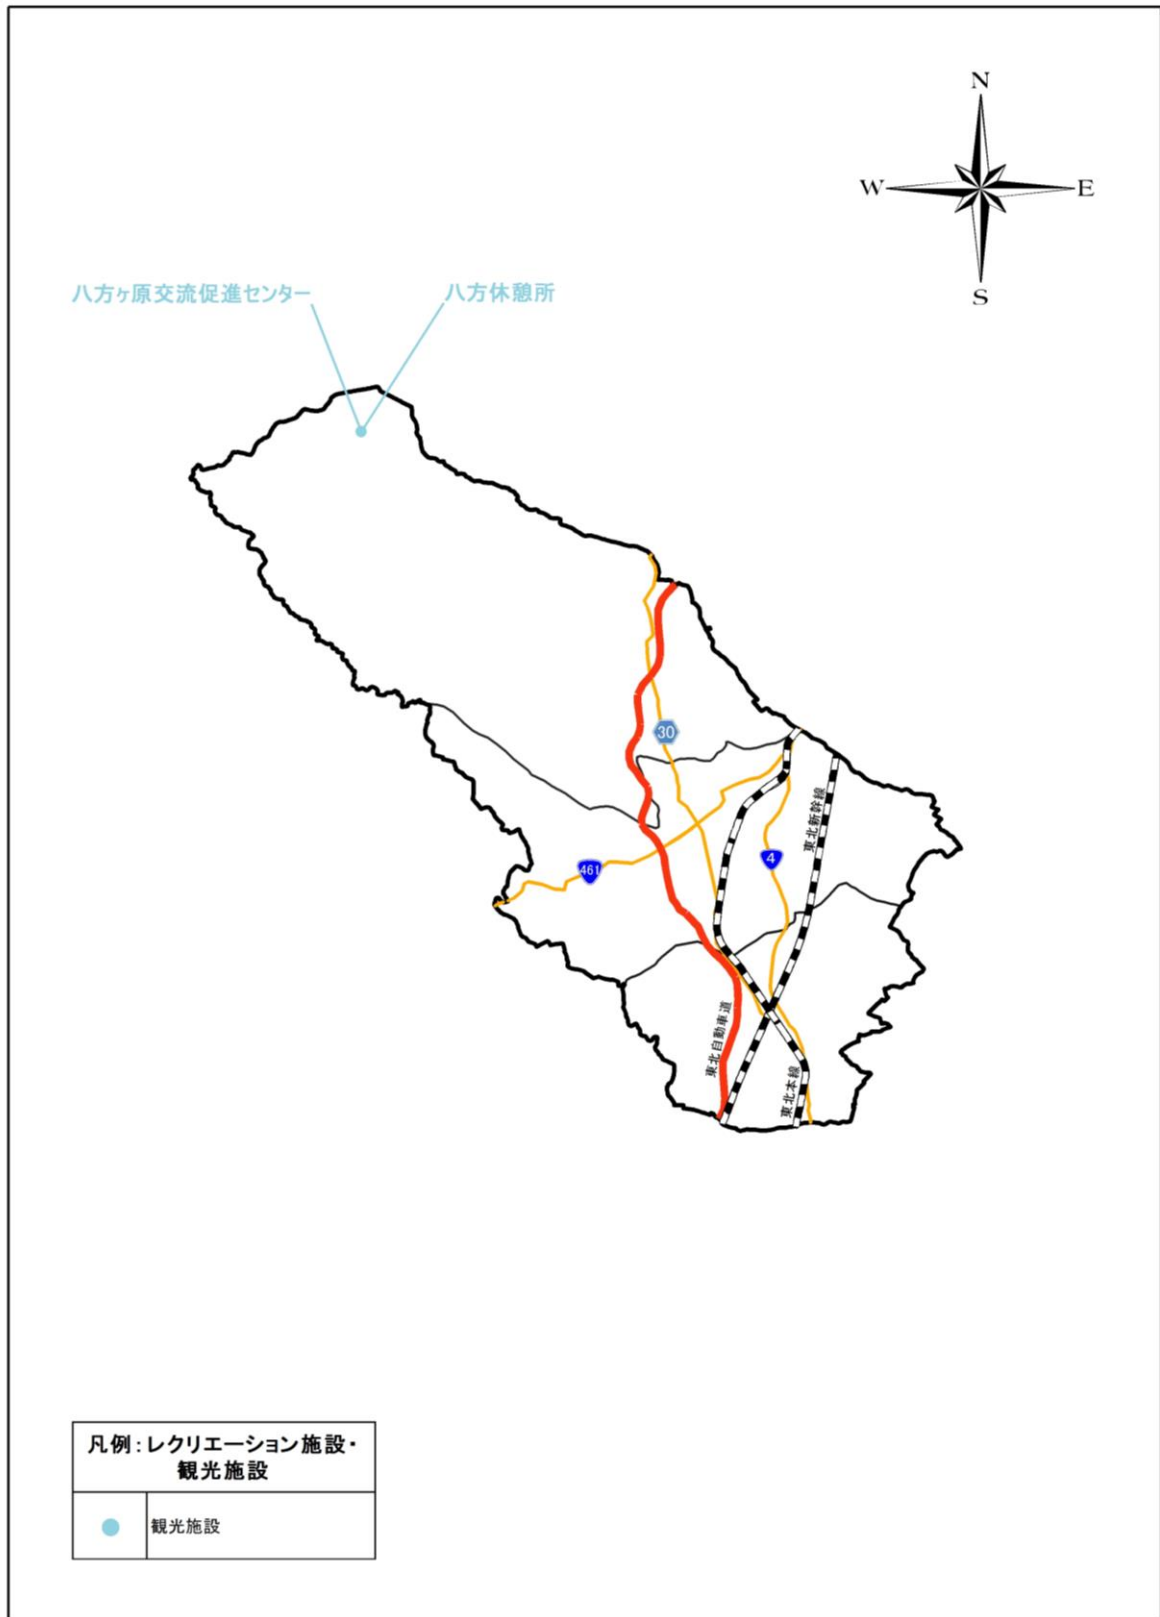 N
W
E
S
八方ヶ原交流促進センター
八方休憩所
30
東北新幹線
4
461
東北自動車道
東北本線
凡例：レクリエーション施設・
観光施設
観光施設